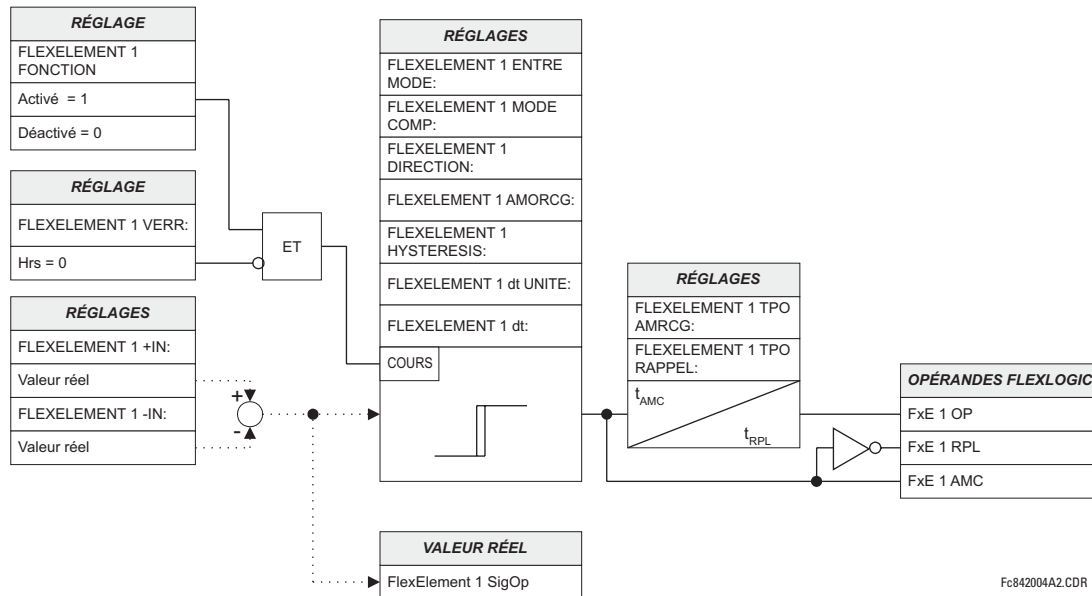 RÉGLAGE
FLEXELEMENT 1
FONCTION
Activé = 1
Déactivé = 0
RÉGLAGE
FLEXELEMENT 1 VERR:
Hrs = 0
RÉGLAGES
FLEXELEMENT 1 +IN:
Valeur réel
FLEXELEMENT 1 -IN:
Valeur réel
ET
+
-
RÉGLAGES
FLEXELEMENT 1 ENTRE
MODE:
FLEXELEMENT 1 MODE
COMP:
FLEXELEMENT 1
DIRECTION:
FLEXELEMENT 1 AMORCG:
FLEXELEMENT 1
HYSTERESIS:
FLEXELEMENT 1 dt UNITE:
FLEXELEMENT 1 dt:
COURS
VALEUR RÉEL
FlexElement 1 SigOp
RÉGLAGES
FLEXELEMENT 1 TPO
AMRCG:
FLEXELEMENT 1 TPO
RAPPEL:
tAMC
tRPL
OPÉRANDES FLEXLOGIC
FxE 1 OP
FxE 1 RPL
FxE 1 AMC
Fc842004A2.CDR